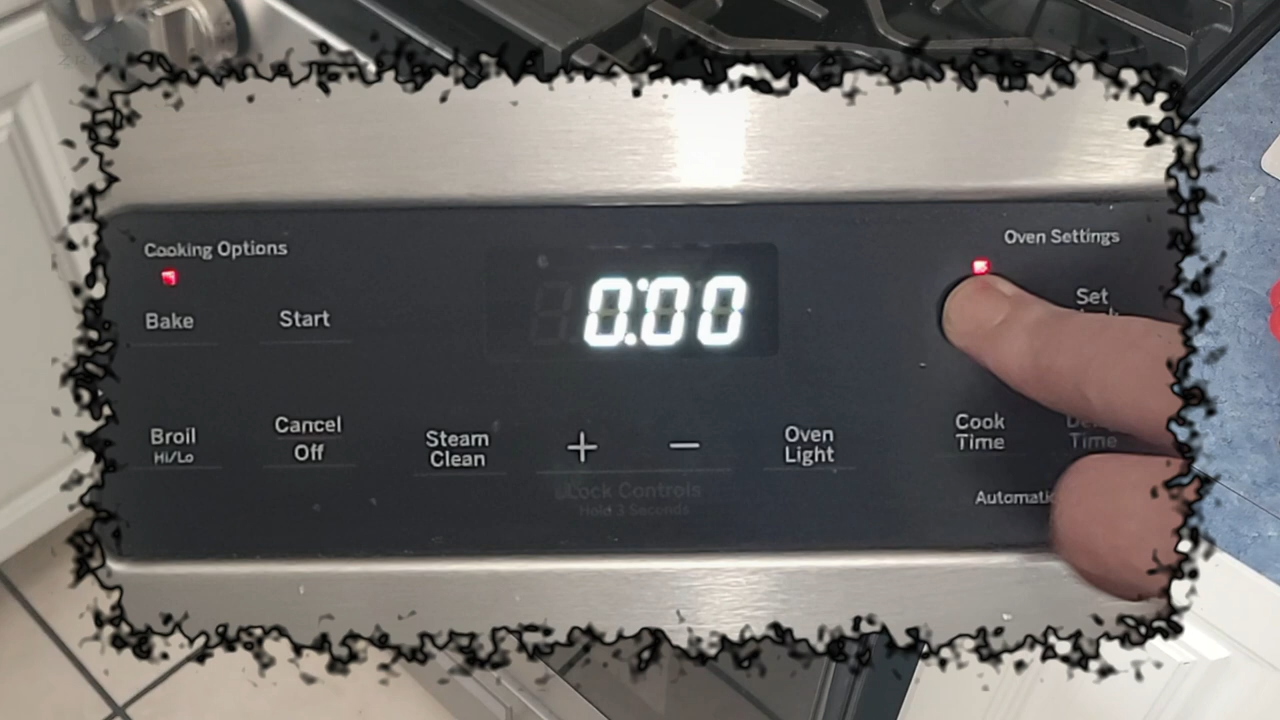 Cooking Options
Oven Settings
Bake
Start
0:00
Set
Broil
Hi/Lo
Cancel
Off
Steam
Clean
+ −
Oven
Light
Cook
Time
Time
Lock Controls
Hold 3 Seconds